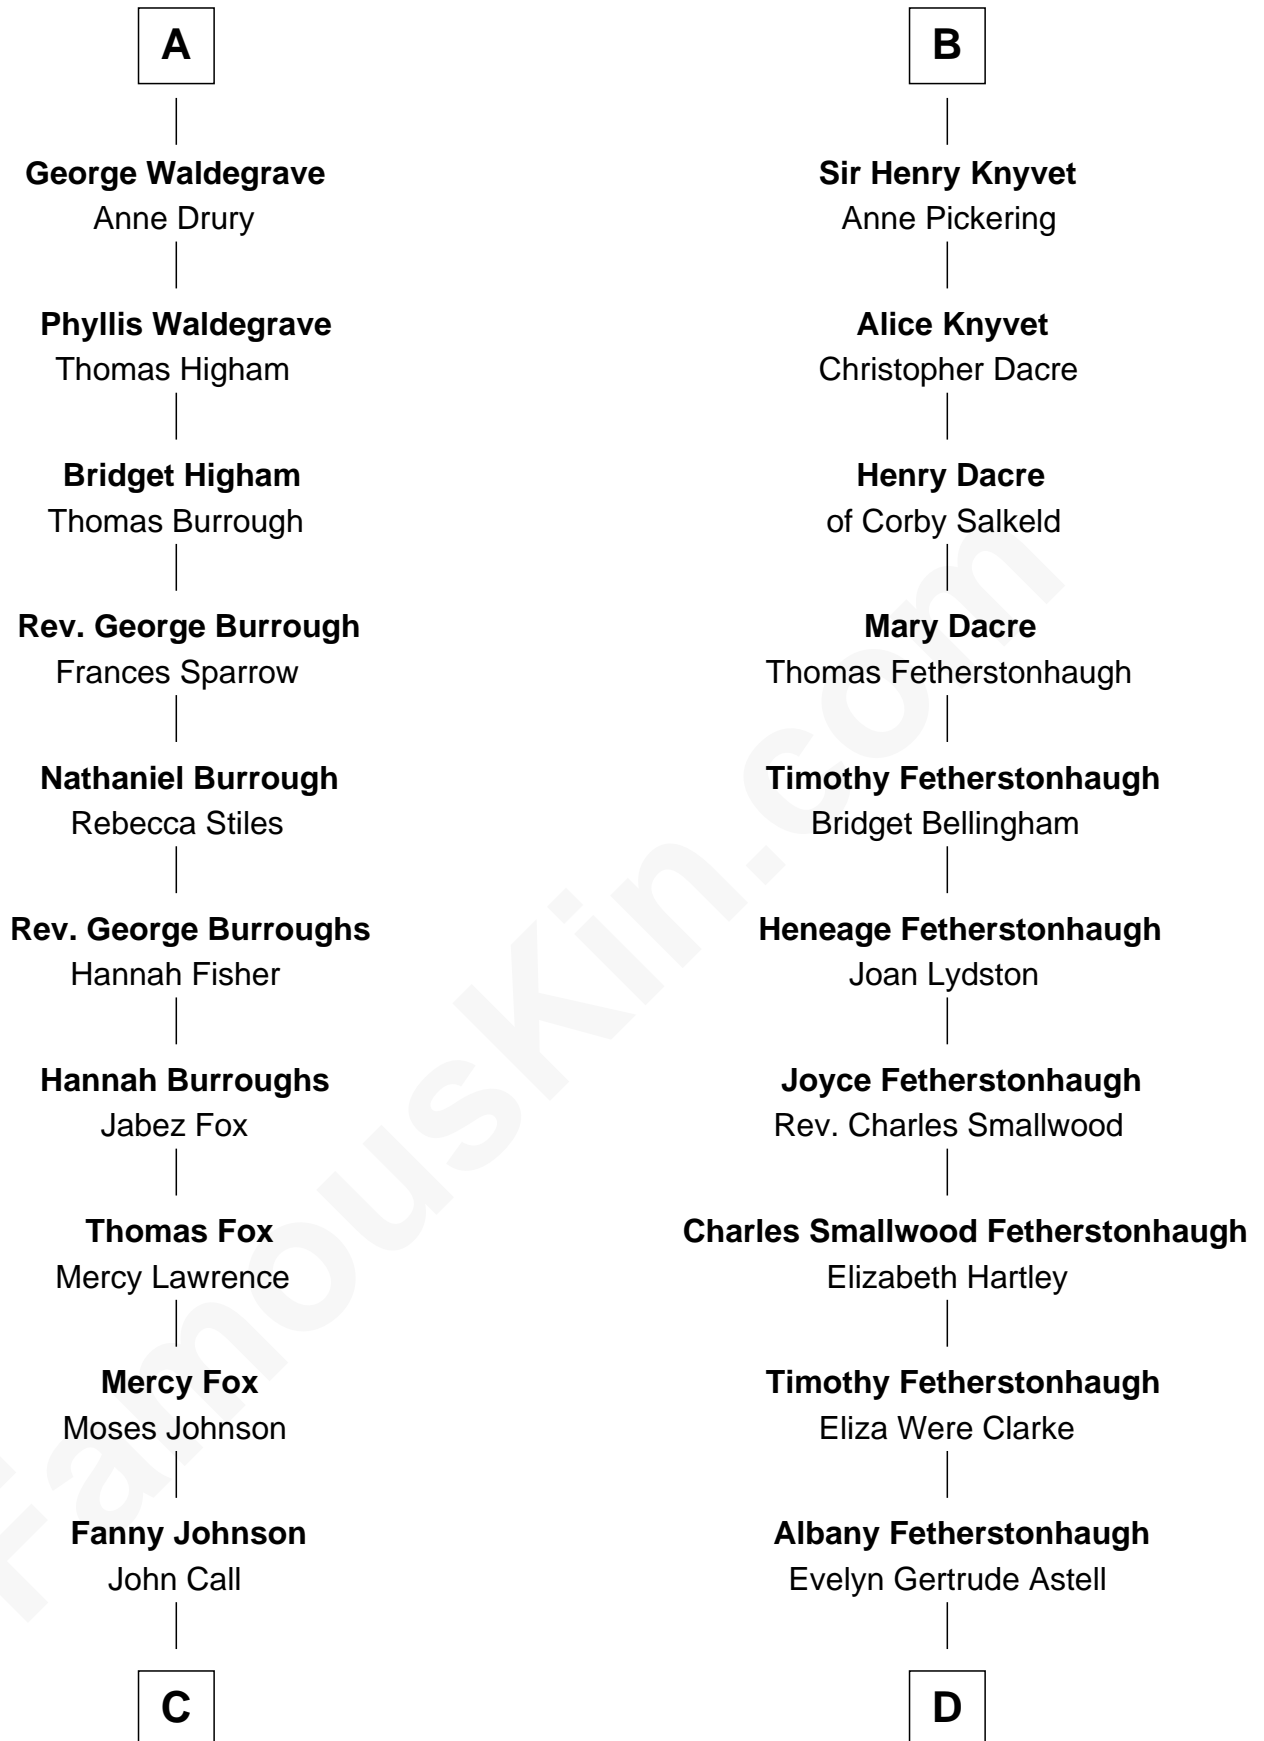 A
George Waldegrave
Anne Drury
Phyllis Waldegrave
Thomas Higham
Bridget Higham
Thomas Burrough
Rev. George Burrough
Frances Sparrow
Nathaniel Burrough
Rebecca Stiles
Rev. George Burroughs
Hannah Fisher
Hannah Burroughs
Jabez Fox
Thomas Fox
Mercy Lawrence
Mercy Fox
Moses Johnson
Fanny Johnson
John Call
C
B
Sir Henry Knyvet
Anne Pickering
Alice Knyvet
Christopher Dacre
Henry Dacre
of Corby Salkeld
Mary Dacre
Thomas Fetherstonhaugh
Timothy Fetherstonhaugh
Bridget Bellingham
Heneage Fetherstonhaugh
Joan Lydston
Joyce Fetherstonhaugh
Rev. Charles Smallwood
Charles Smallwood Fetherstonhaugh
Elizabeth Hartley
Timothy Fetherstonhaugh
Eliza Were Clarke
Albany Fetherstonhaugh
Evelyn Gertrude Astell
D
FamousKin.com